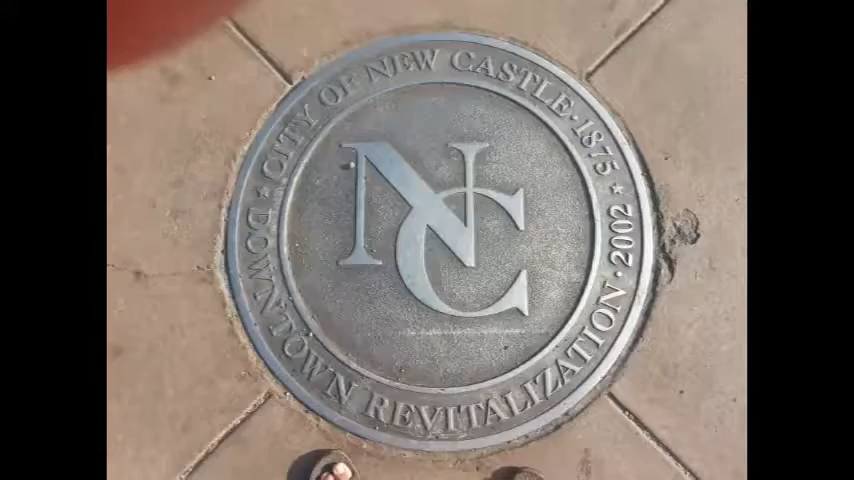 CITY OF NEW CASTLE · 1875 *
DOWNTOWN REVITALIZATION · 2002 *
NC